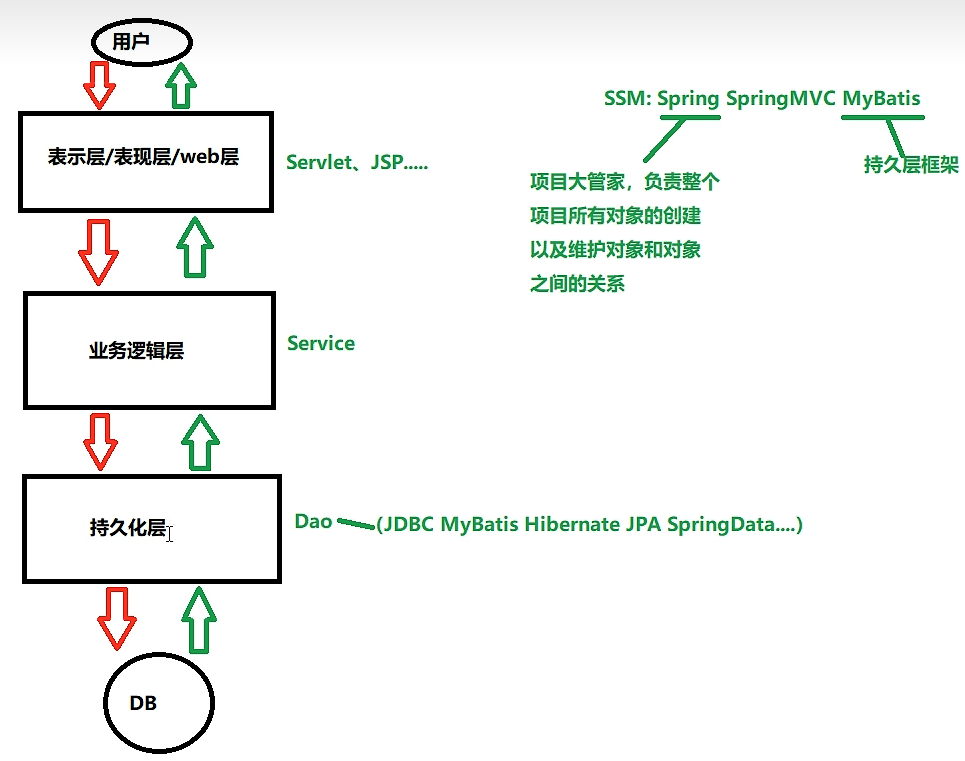 用户
SSM: Spring SpringMVC MyBatis
表示层/表现层/web层
Servlet、JSP.....
持久层框架
项目大管家，负责整个
项目所有对象的创建
以及维护对象和对象
之间的关系
业务逻辑层
Service
持久化层
Dao
(JDBC MyBatis Hibernate JPA SpringData....)
DB